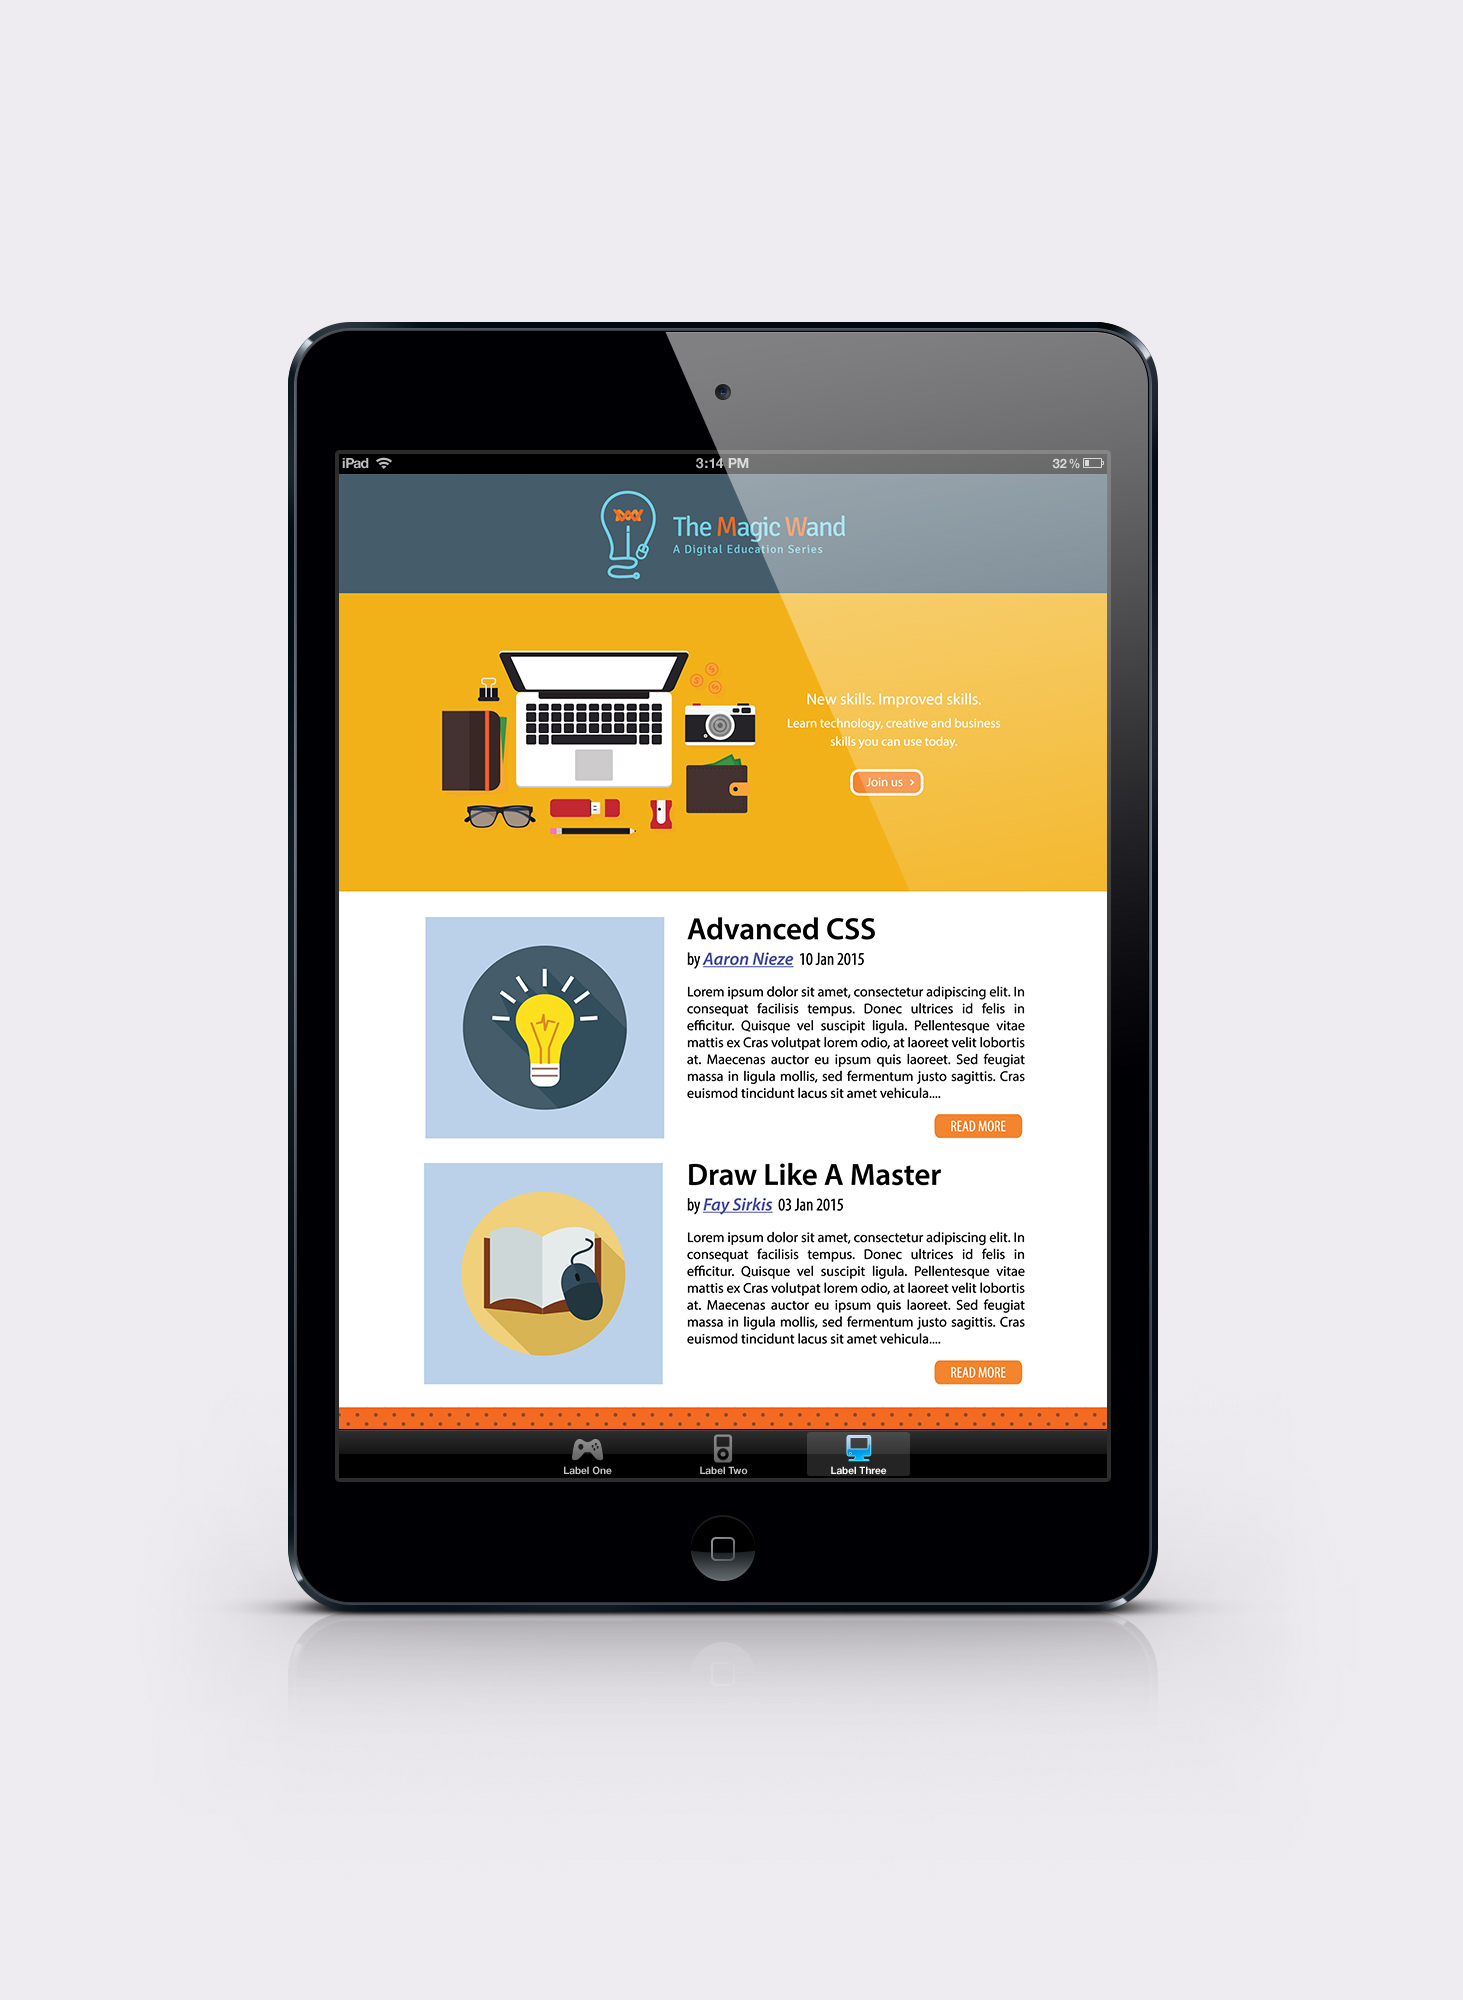 iPad 3:14 PM 32 %
The Magic Wand
A Digital Education Series
New skills. Improved skills.
Learn technology, creative and business
skills you can use today.
Join us ›
Advanced CSS
by Aaron Nieze 10 Jan 2015
Lorem ipsum dolor sit amet, consectetur adipiscing elit. In
consequat facilisis tempus. Donec ultrices id felis in
efficitur. Quisque vel suscipit ligula. Pellentesque vitae
mattis ex Cras volutpat lorem odio, at laoreet velit lobortis
at. Maecenas auctor eu ipsum quis laoreet. Sed feugiat
massa in ligula mollis, sed fermentum justo sagittis. Cras
euismod tincidunt lacus sit amet vehicula....
READ MORE
Draw Like A Master
by Fay Sirkis 03 Jan 2015
Lorem ipsum dolor sit amet, consectetur adipiscing elit. In
consequat facilisis tempus. Donec ultrices id felis in
efficitur. Quisque vel suscipit ligula. Pellentesque vitae
mattis ex Cras volutpat lorem odio, at laoreet velit lobortis
at. Maecenas auctor eu ipsum quis laoreet. Sed feugiat
massa in ligula mollis, sed fermentum justo sagittis. Cras
euismod tincidunt lacus sit amet vehicula....
READ MORE
Label One Label Two Label Three